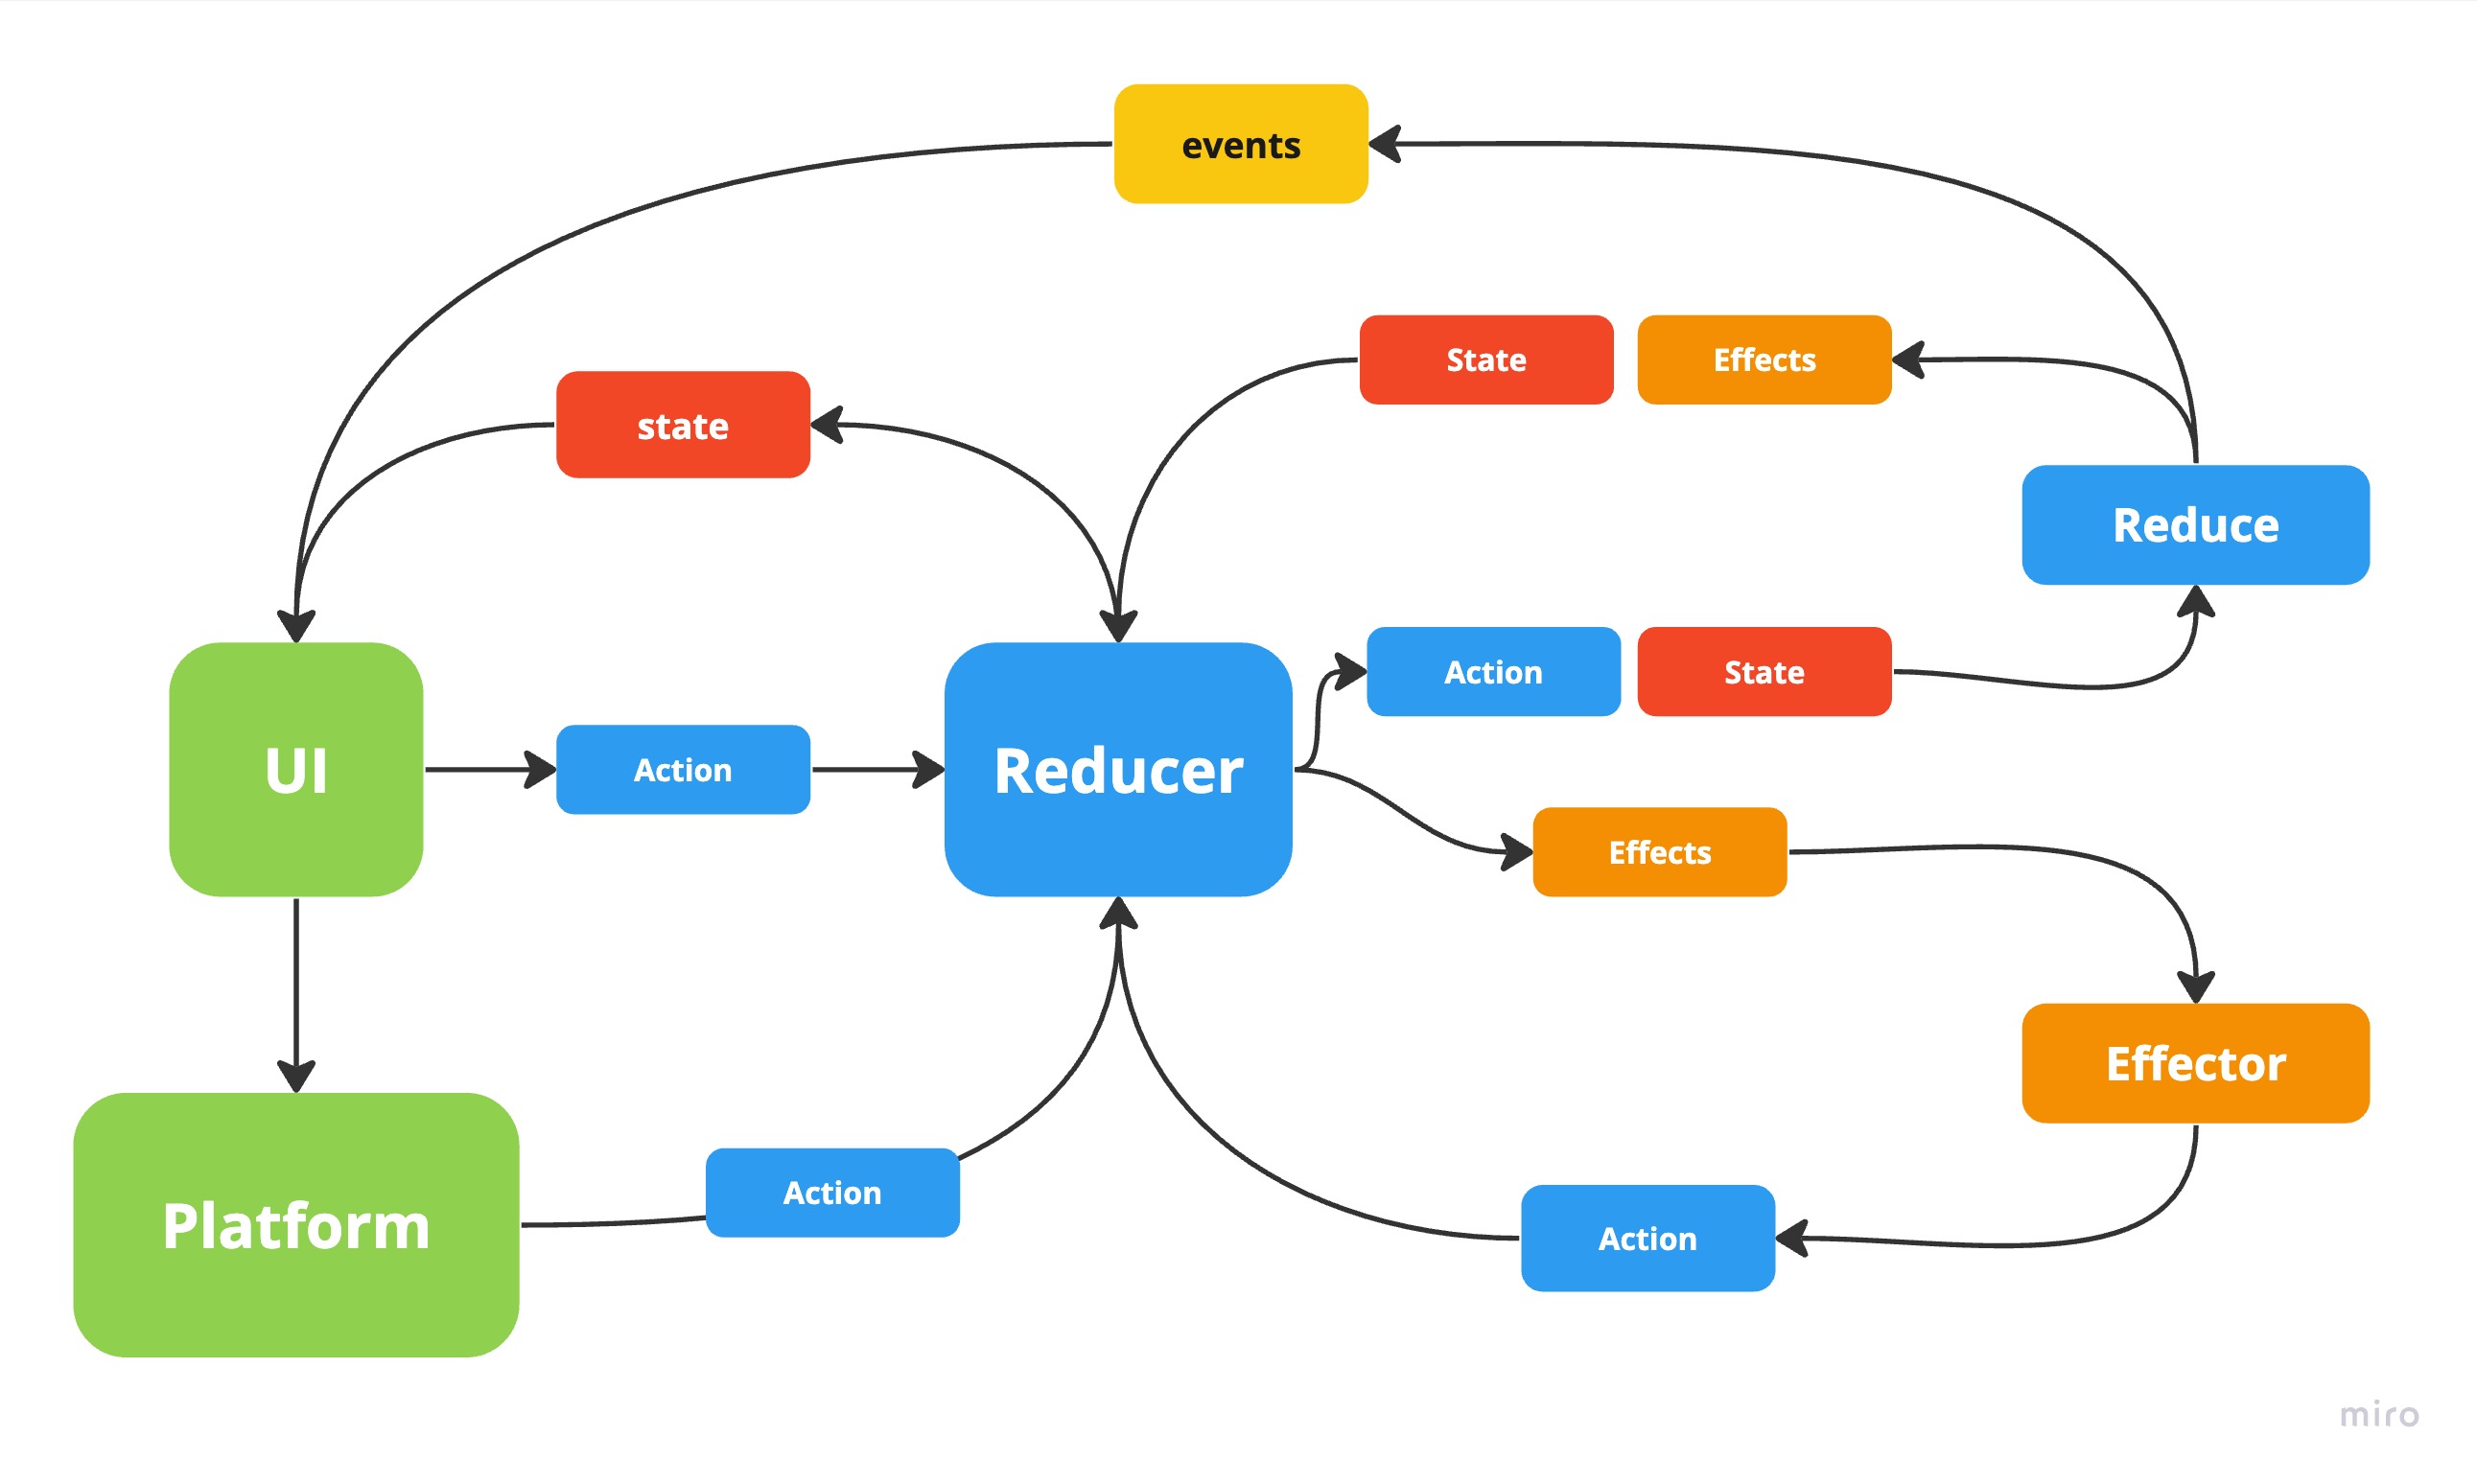 events
State
Effects
state
Reduce
Action
State
UI
Action
Reducer
Effects
Effector
Platform
Action
Action
miro